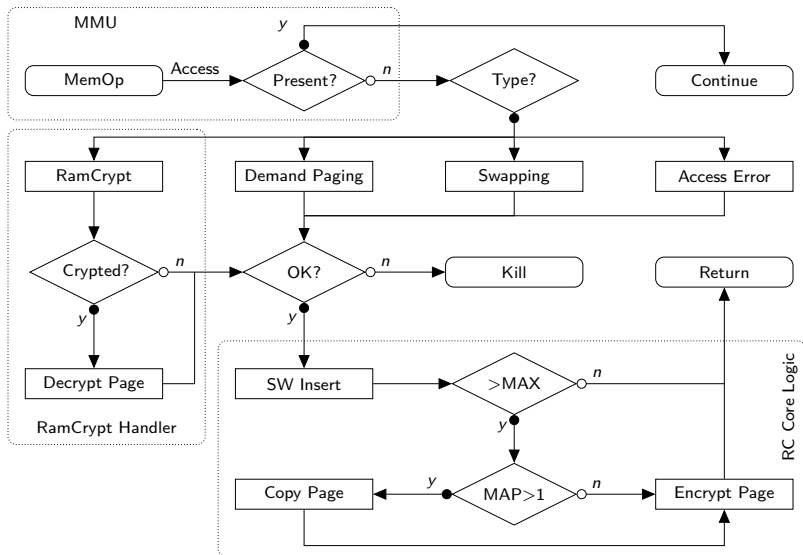 MMU
y
MemOp
Access
Present?
n
Type?
Continue
RamCrypt
Demand Paging
Swapping
Access Error
Crypted?
n
OK?
n
Kill
Return
y
y
Decrypt Page
SW Insert
>MAX
n
RC Core Logic
RamCrypt Handler
y
Copy Page
y
MAP>1
n
Encrypt Page